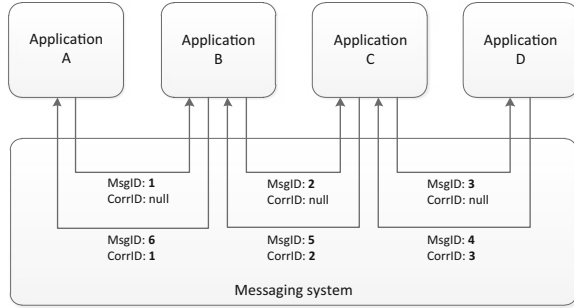 Application
A
Application
B
Application
C
Application
D
MsgID: 1
CorrID: null
MsgID: 2
CorrID: null
MsgID: 3
CorrID: null
MsgID: 6
CorrID: 1
MsgID: 5
CorrID: 2
MsgID: 4
CorrID: 3
Messaging system